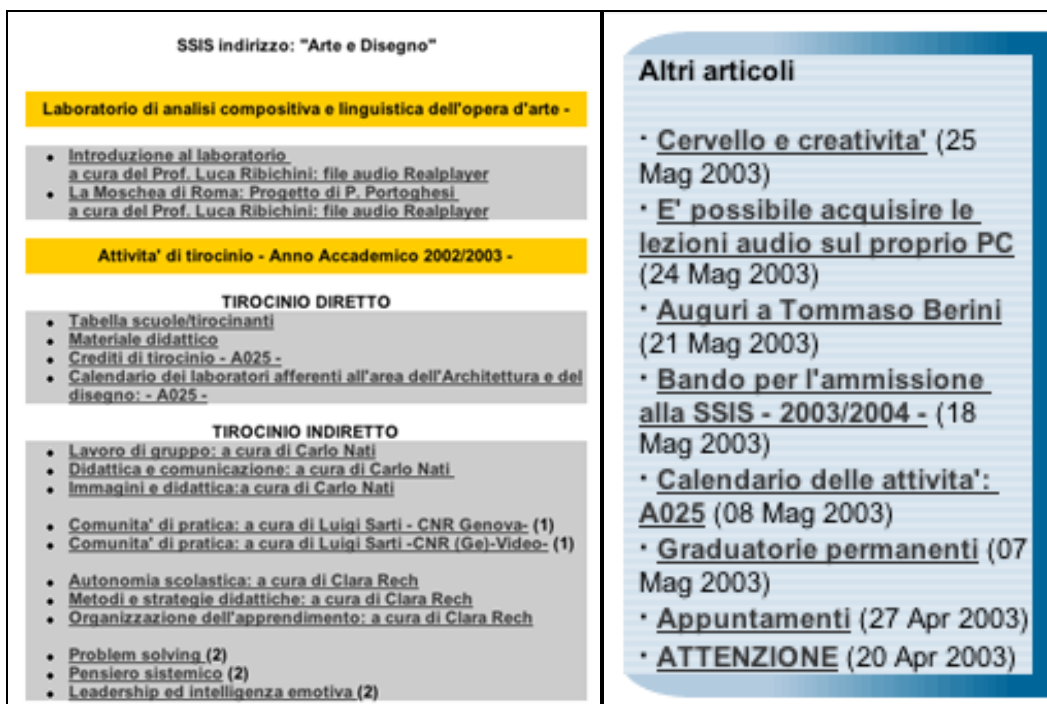 SSIS indirizzo: "Arte e Disegno"
Laboratorio di analisi compositiva e linguistica dell'opera d'arte -
• Introduzione al laboratorio
a cura del Prof. Luca Ribichini: file audio Realplayer
• La Moschea di Roma: Progetto di P. Portoghesi
a cura del Prof. Luca Ribichini: file audio Realplayer
Attivita' di tirocinio - Anno Accademico 2002/2003 -
TIROCINIO DIRETTO
• Tabella scuole/tirocinanti
• Materiale didattico
• Crediti di tirocinio - A025 -
• Calendario dei laboratori afferenti all'area dell'Architettura e del
disegno: - A025 -
TIROCINIO INDIRETTO
• Lavoro di gruppo: a cura di Carlo Nati
• Didattica e comunicazione: a cura di Carlo Nati
• Immagini e didattica:a cura di Carlo Nati
• Comunita' di pratica: a cura di Luigi Sarti - CNR Genova- (1)
• Comunita' di pratica: a cura di Luigi Sarti -CNR (Ge)-Video- (1)
• Autonomia scolastica: a cura di Clara Rech
• Metodi e strategie didattiche: a cura di Clara Rech
• Organizzazione dell'apprendimento: a cura di Clara Rech
• Problem solving (2)
• Pensiero sistemico (2)
• Leadership ed intelligenza emotiva (2)
Altri articoli
· Cervello e creativita' (25
Mag 2003)
· E' possibile acquisire le
lezioni audio sul proprio PC
(24 Mag 2003)
· Auguri a Tommaso Berini
(21 Mag 2003)
· Bando per l'ammissione
alla SSIS - 2003/2004 - (18
Mag 2003)
· Calendario delle attivita':
A025 (08 Mag 2003)
· Graduatorie permanenti (07
Mag 2003)
· Appuntamenti (27 Apr 2003)
· ATTENZIONE (20 Apr 2003)